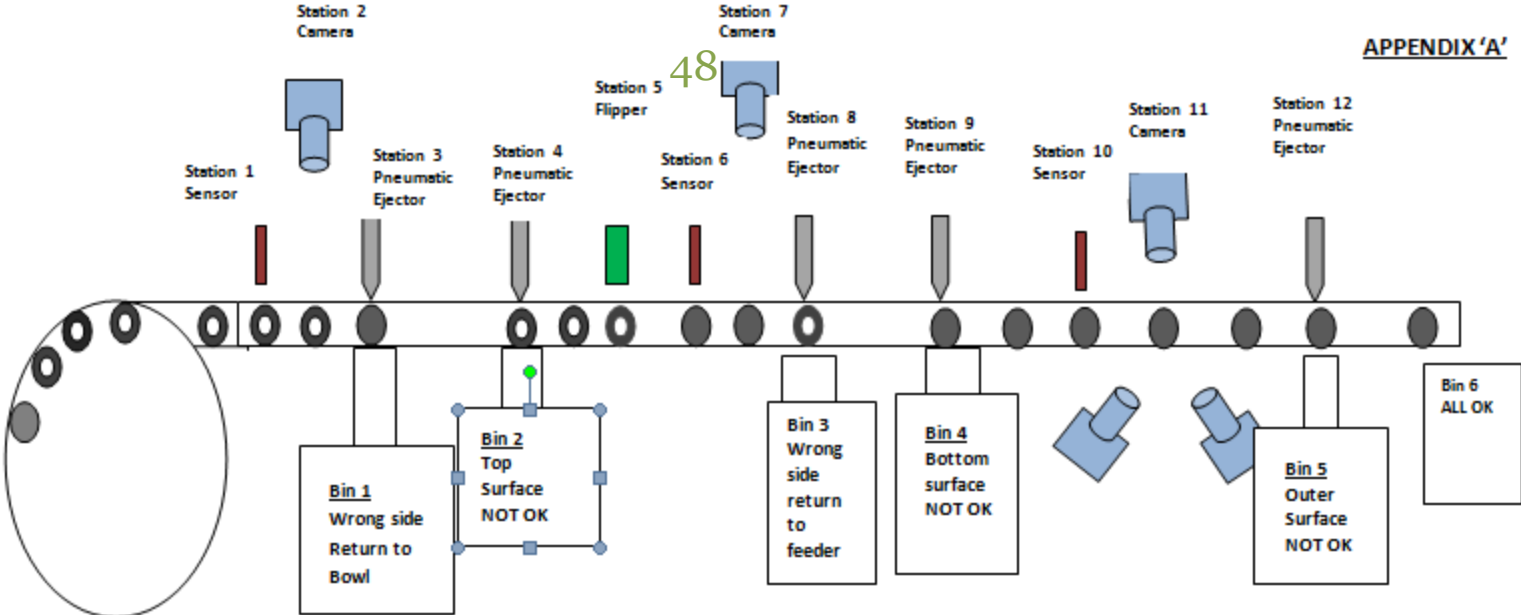 Station 2
Camera
Station 7
Camera
APPENDIX 'A'
48
Station 5
Flipper
Station 8
Pneumatic
Ejector
Station 9
Pneumatic
Ejector
Station 11
Camera
Station 12
Pneumatic
Ejector
Station 1
Sensor
Station 3
Pneumatic
Ejector
Station 4
Pneumatic
Ejector
Station 6
Sensor
Station 10
Sensor
Bin 1
Wrong side
Return to
Bowl
Bin 2
Top
Surface
NOT OK
Bin 3
Wrong
side
return
to
feeder
Bin 4
Bottom
surface
NOT OK
Bin 5
Outer
Surface
NOT OK
Bin 6
ALL OK